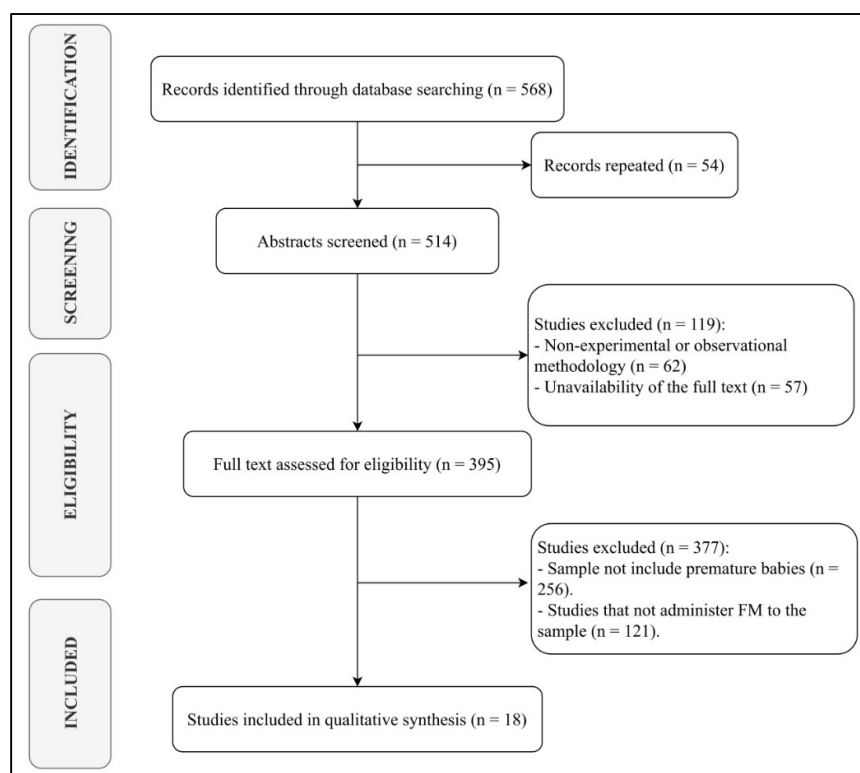 IDENTIFICATION
Records identified through database searching (n = 568)
Records repeated (n = 54)
SCREENING
Abstracts screened (n = 514)
Studies excluded (n = 119):
- Non-experimental or observational
methodology (n = 62)
- Unavailability of the full text (n = 57)
ELIGIBILITY
Full text assessed for eligibility (n = 395)
Studies excluded (n = 377):
- Sample not include premature babies (n =
256).
- Studies that not administer FM to the
sample (n = 121).
INCLUDED
Studies included in qualitative synthesis (n = 18)